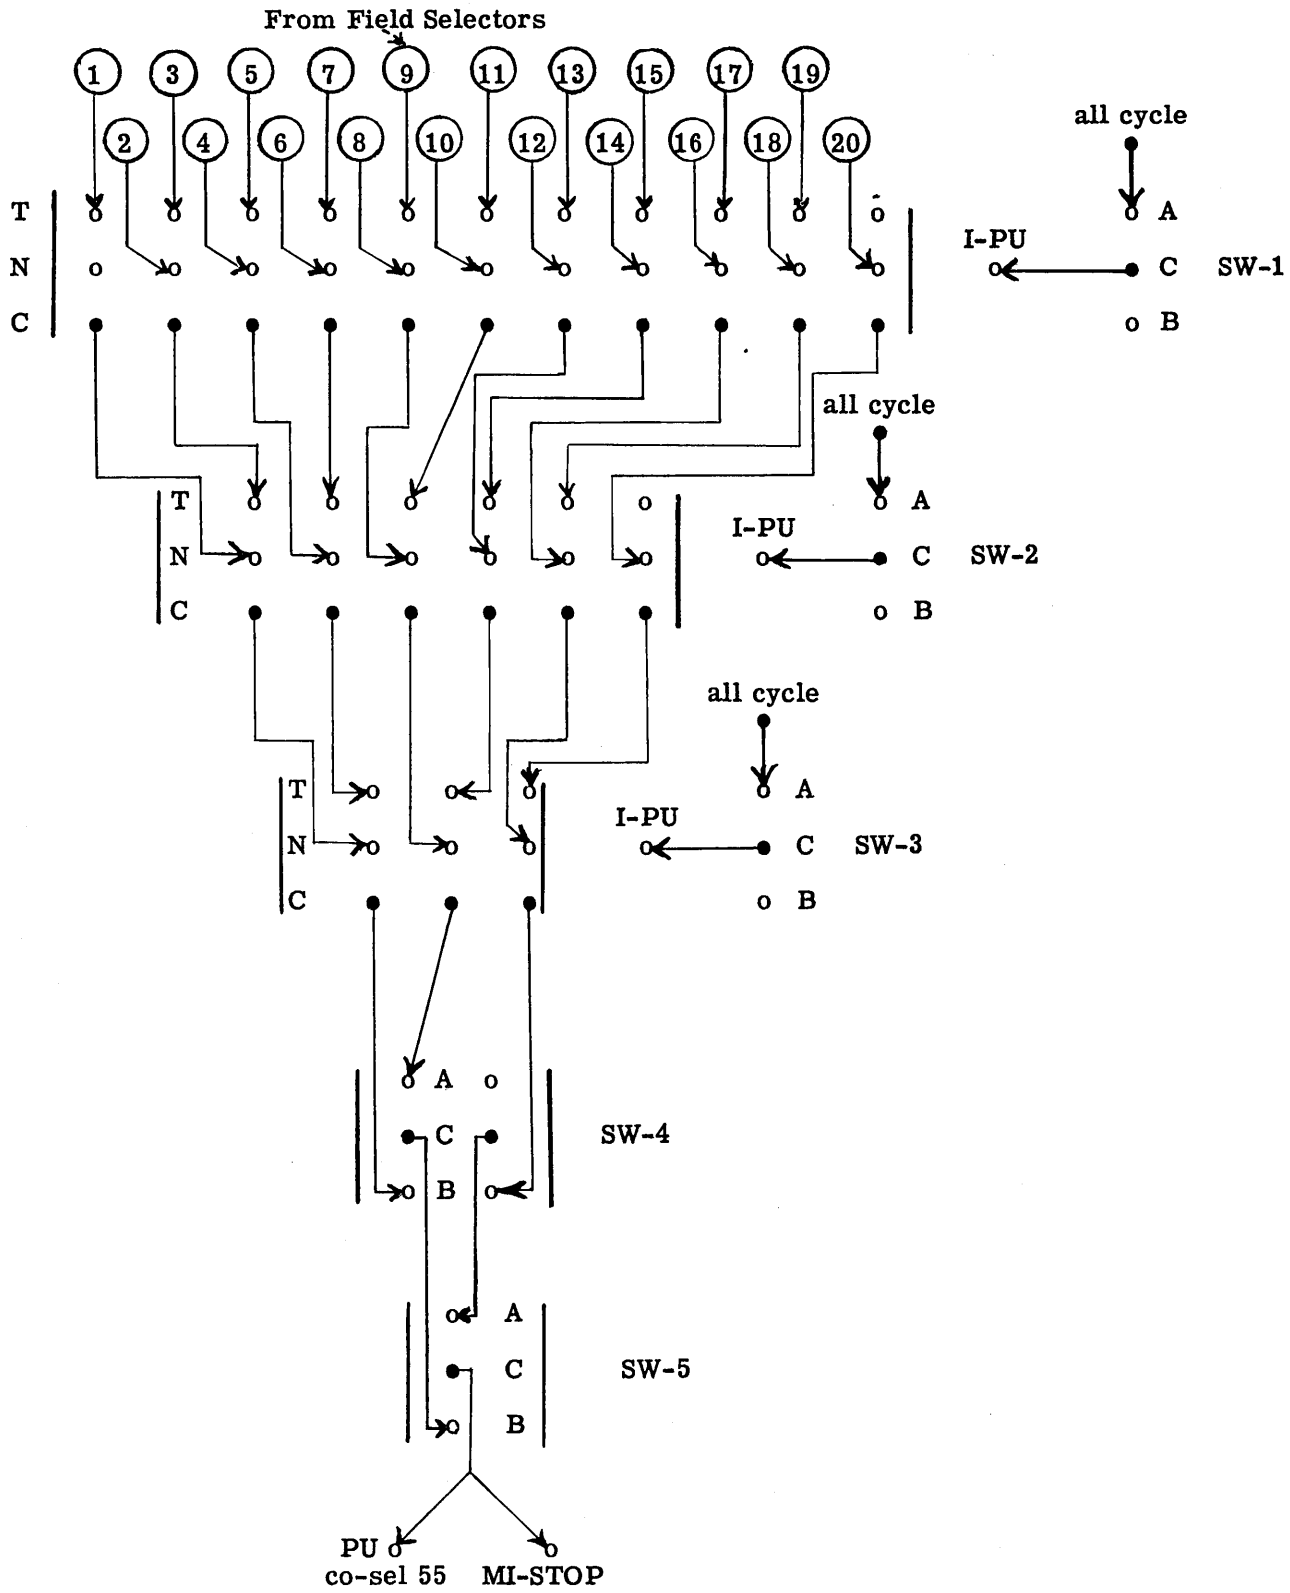 From Field Selectors
1 3 5 7 9 11 13 15 17 19
all cycle
2 4 6 8 10 12 14 16 18 20
T A
I-PU
N C SW-1
C B
all cycle
T A
I-PU
N C SW-2
C B
all cycle
T A
I-PU
N C SW-3
C B
A
C SW-4
B
A
C SW-5
B
PU
co-sel 55 MI-STOP